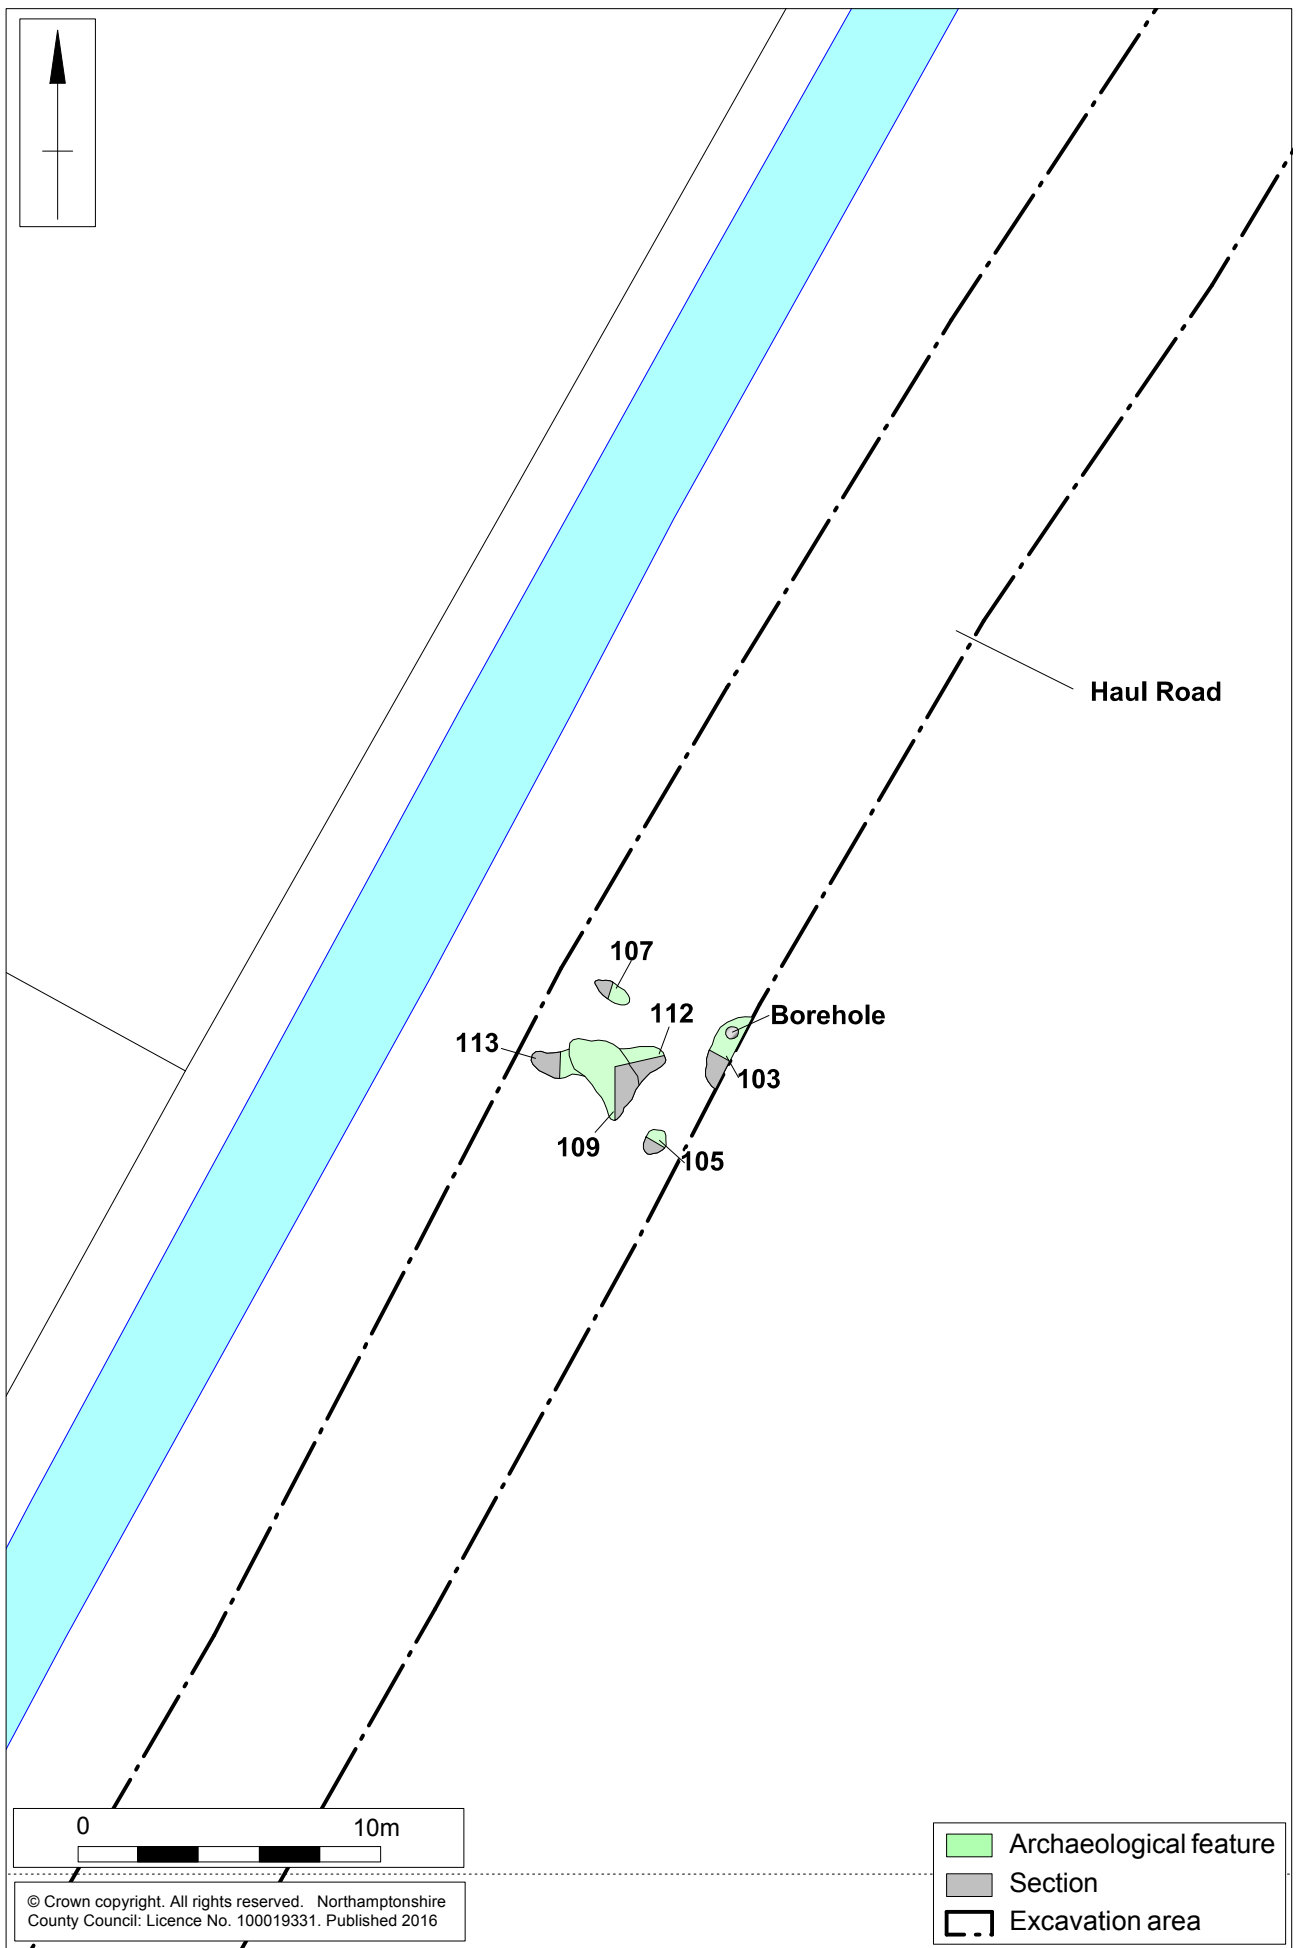 Haul Road
107
112
Borehole
113
103
109
105
0 10m
Archaeological feature
Section
Excavation area
© Crown copyright. All rights reserved. Northamptonshire
County Council: Licence No. 100019331. Published 2016